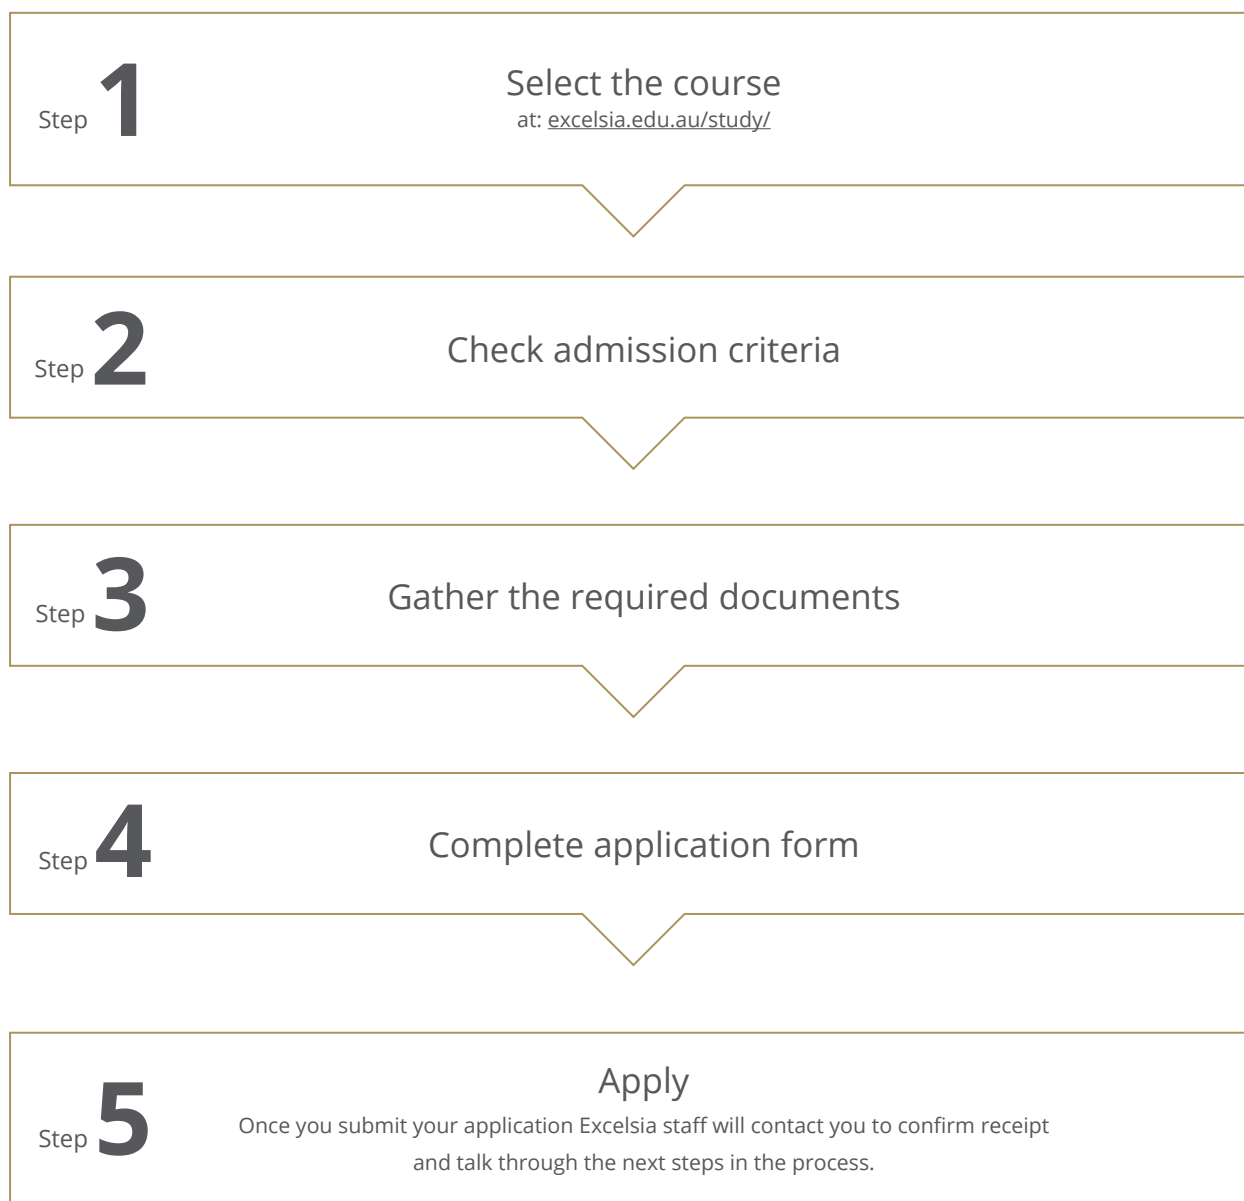 Step 1
Select the course
at: excelsia.edu.au/study/
Step 2
Check admission criteria
Step 3
Gather the required documents
Step 4
Complete application form
Step 5
Apply
Once you submit your application Excelsia staff will contact you to confirm receipt
and talk through the next steps in the process.